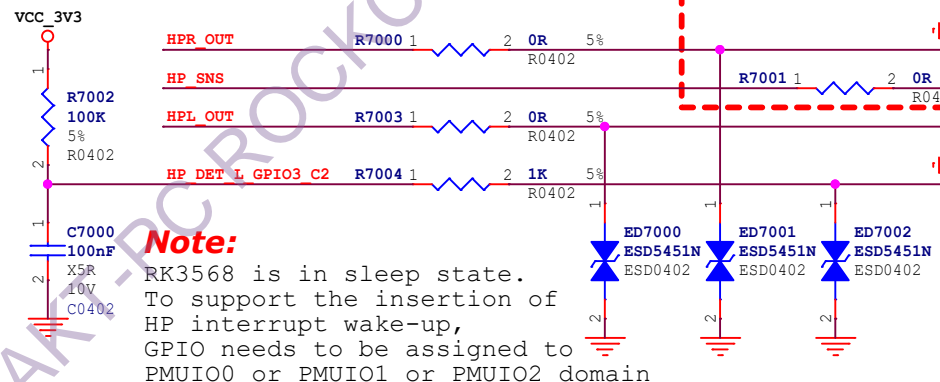 VCC_3V3
HPR_OUT R7000 1 2 0R 5%
R0402
HP_SNS R7001 1 2 0R
1
R7002
100K
5%
R0402
2
HPL_OUT R7003 1 2 0R 5%
R0402
HP_DET_L_GPIO3_C2 R7004 1 2 1K 5%
R0402
1
C7000
100nF
X5R
10V
C0402
2
1 ED7000
ESD5451N
ESD0402
2
1 ED7001
ESD5451N
ESD0402
2
1 ED7002
ESD5451N
ESD0402
2
Note:
RK3568 is in sleep state.
To support the insertion of
HP interrupt wake-up,
GPIO needs to be assigned to
PMUIO0 or PMUIO1 or PMUIO2 domain